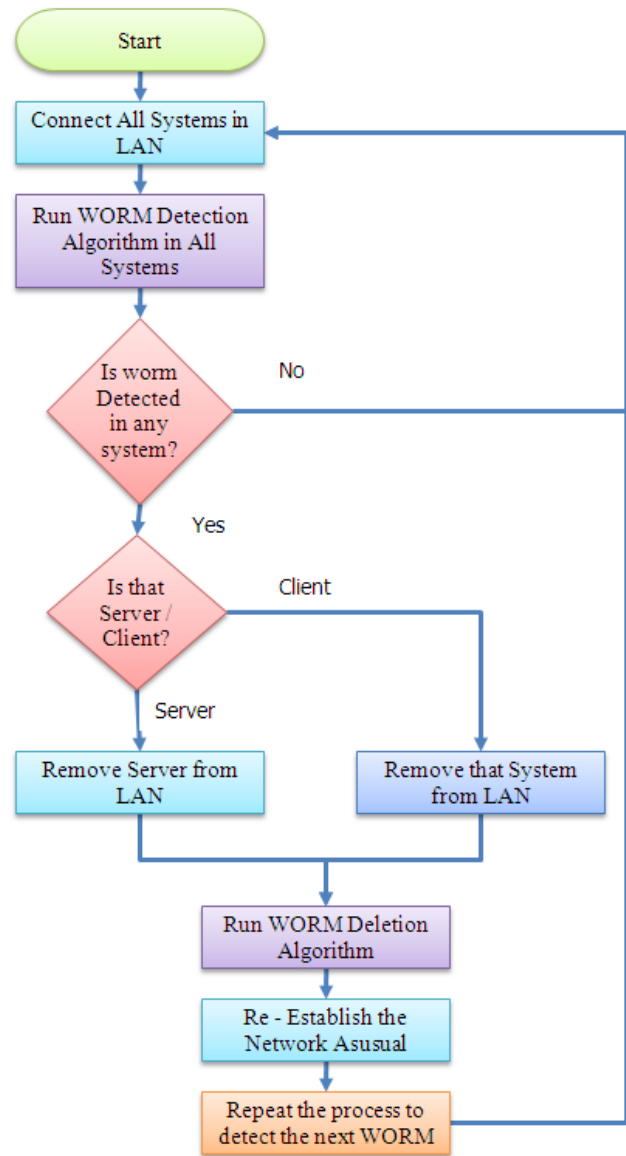 Start
Connect All Systems in
LAN
Run WORM Detection
Algorithm in All
Systems
Is worm
Detected
in any
system?
No
Yes
Is that
Server /
Client?
Client
Server
Remove Server from
LAN
Remove that System
from LAN
Run WORM Deletion
Algorithm
Re - Establish the
Network Asusual
Repeat the process to
detect the next WORM